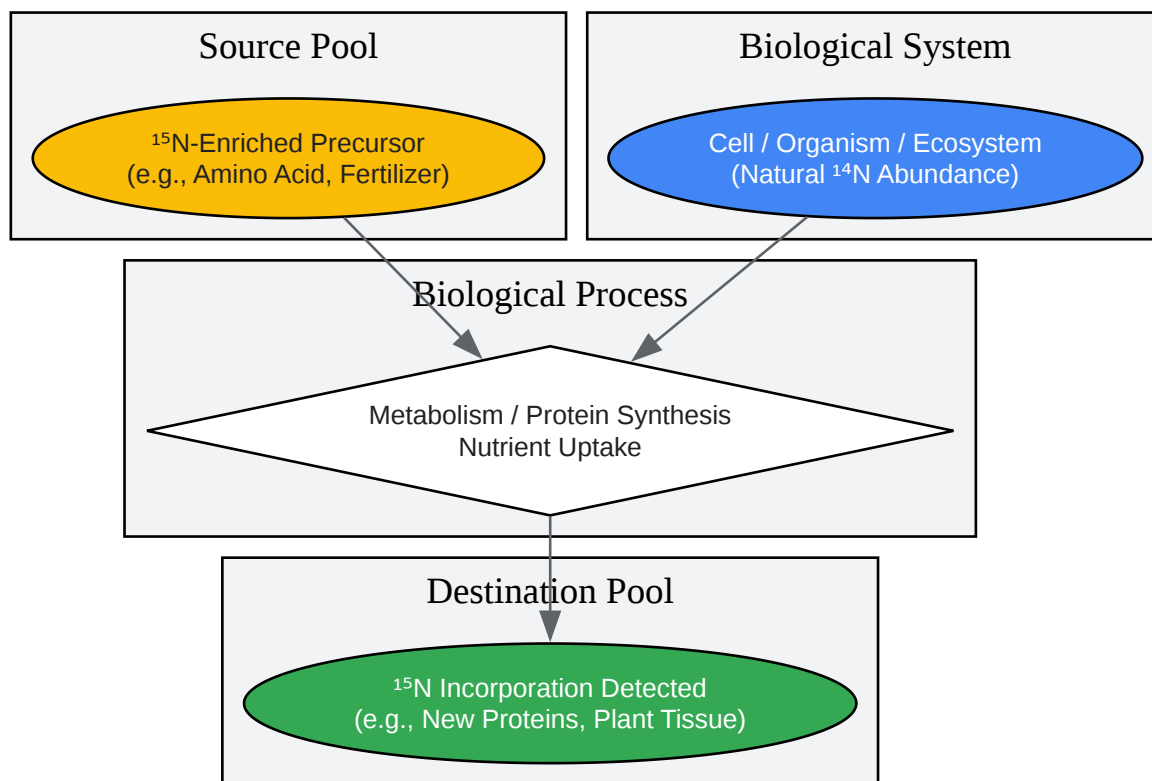 Source Pool
¹⁵N-Enriched Precursor
(e.g., Amino Acid, Fertilizer)
Biological System
Cell / Organism / Ecosystem
(Natural ¹⁴N Abundance)
Biological Process
Metabolism / Protein Synthesis
Nutrient Uptake
Destination Pool
¹⁵N Incorporation Detected
(e.g., New Proteins, Plant Tissue)